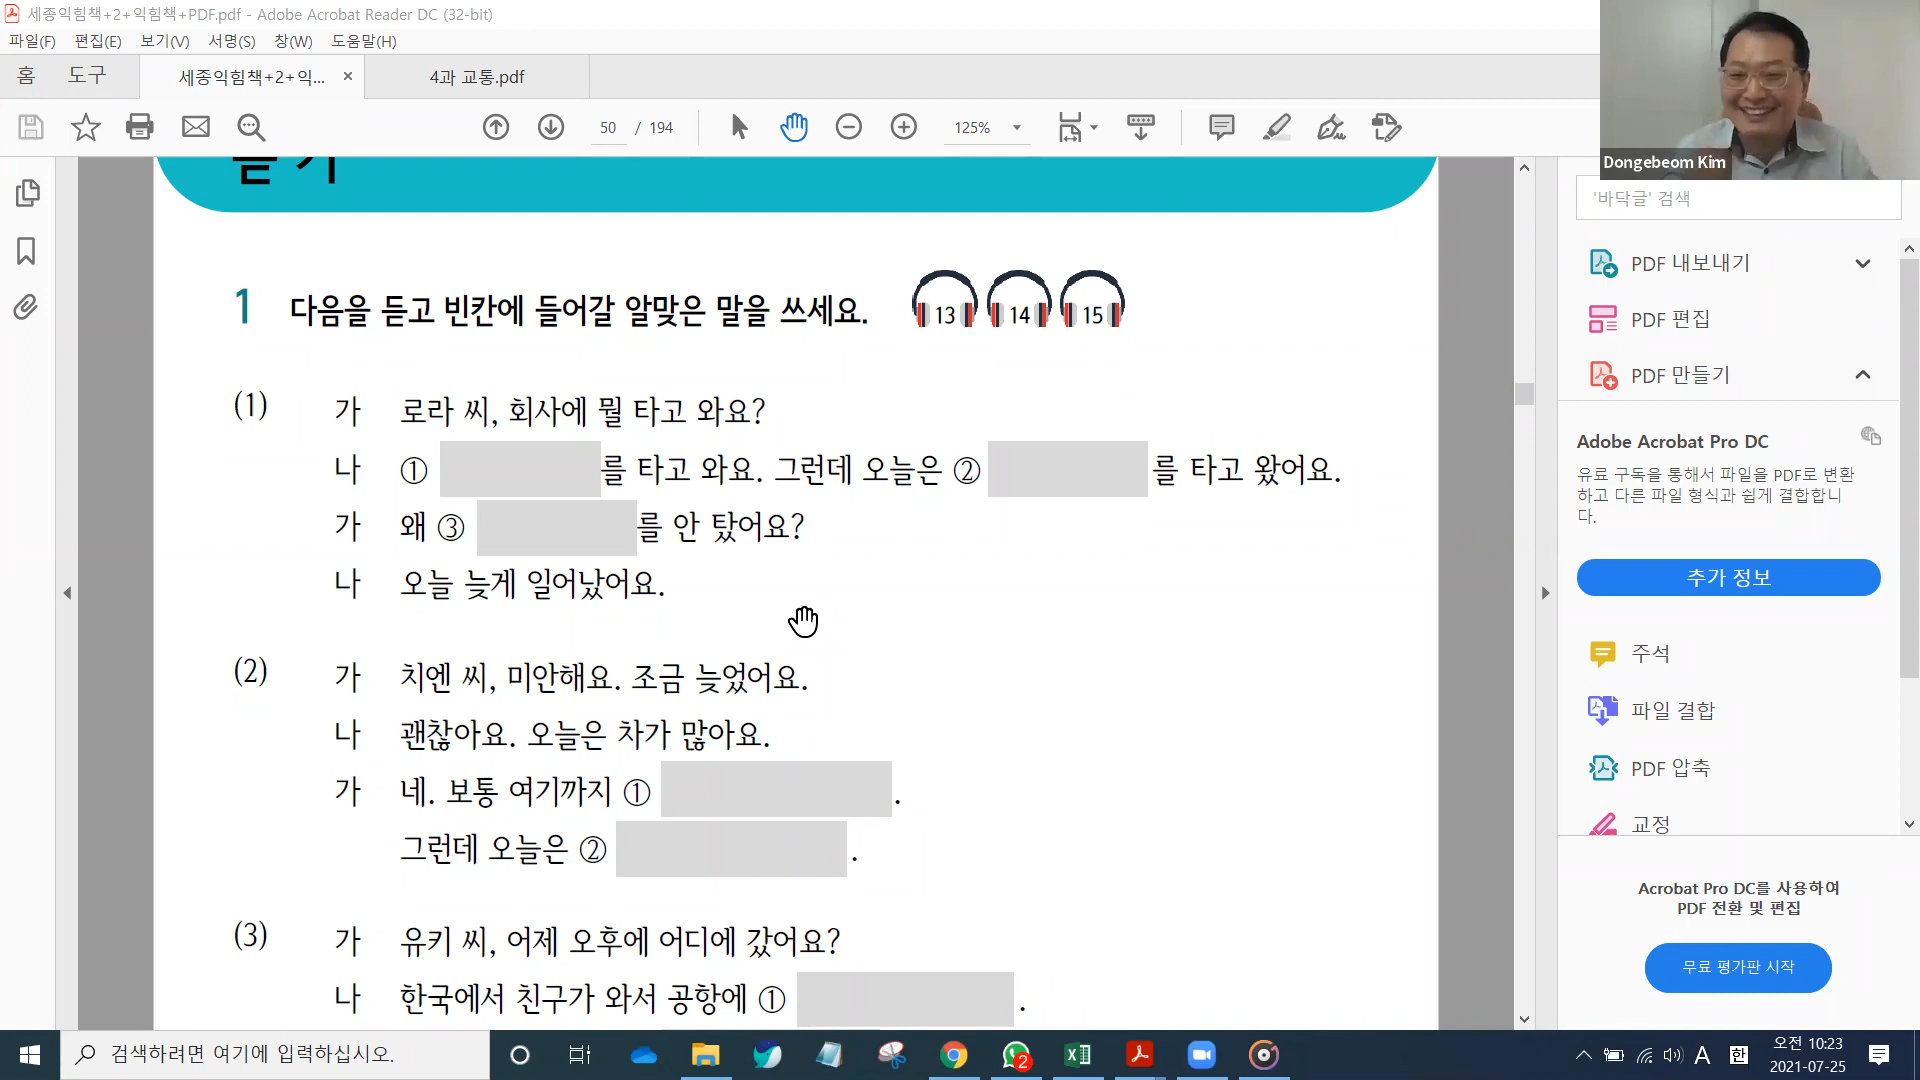 세종익힘책+2+익힘책+PDF.pdf - Adobe Acrobat Reader DC (32-bit)
파일(F) 편집(E) 보기(V) 서명(S) 창(W) 도움말(H)
홈 도구 세종익힘책+2+익... × 4과 교통.pdf
50 / 194 125%
Dongebeom Kim
듣기
'바닥글' 검색
1 다음을 듣고 빈칸에 들어갈 알맞은 말을 쓰세요. 13 14 15
(1) 가 로라 씨, 회사에 뭘 타고 와요?
나 ① 를 타고 와요. 그런데 오늘은 ② 를 타고 왔어요.
가 왜 ③ 를 안 탔어요?
나 오늘 늦게 일어났어요.
(2) 가 치엔 씨, 미안해요. 조금 늦었어요.
나 괜찮아요. 오늘은 차가 많아요.
가 네. 보통 여기까지 ① .
그런데 오늘은 ② .
(3) 가 유키 씨, 어제 오후에 어디에 갔어요?
나 한국에서 친구가 와서 공항에 ① .
PDF 내보내기
PDF 편집
PDF 만들기
Adobe Acrobat Pro DC
유료 구독을 통해서 파일을 PDF로 변환
하고 다른 파일 형식과 쉽게 결합합니
다.
추가 정보
주석
파일 결합
PDF 압축
교정
Acrobat Pro DC를 사용하여
PDF 전환 및 편집
무료 평가판 시작
검색하려면 여기에 입력하십시오.
2
A 한
오전 10:23
2021-07-25